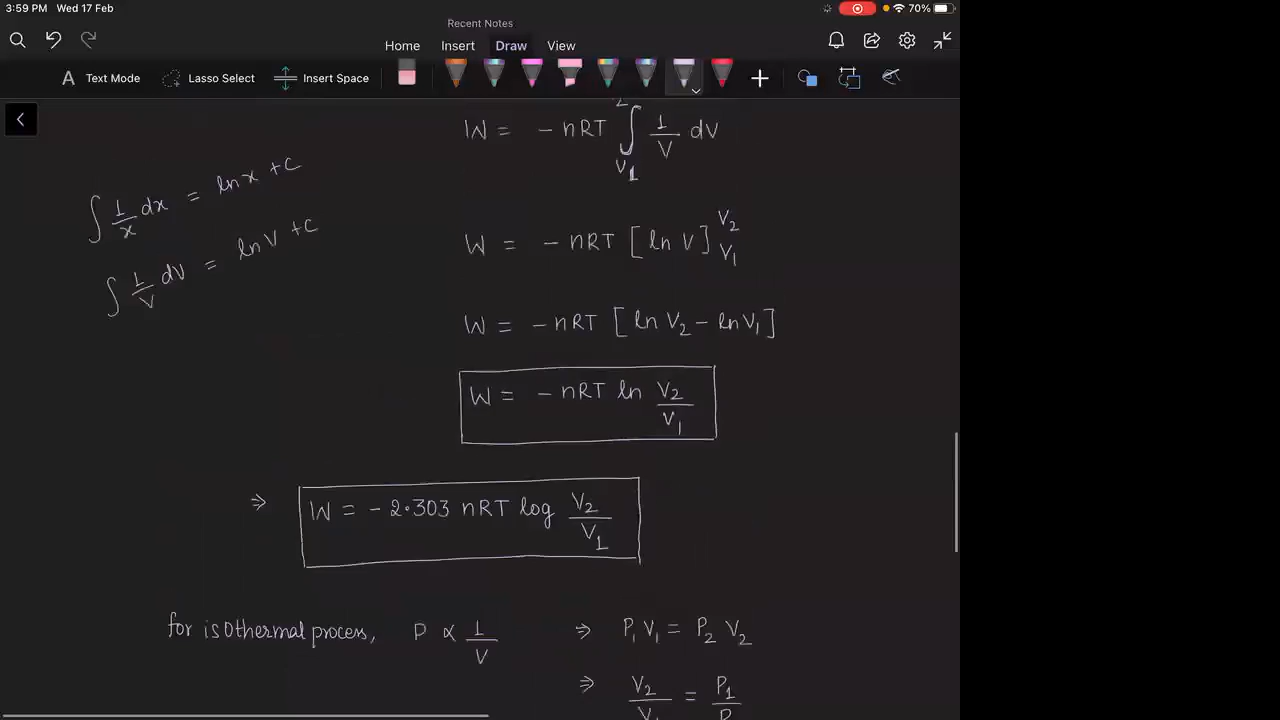 3:59 PM Wed 17 Feb
70%
Recent Notes
Home Insert Draw View
Text Mode Lasso Select Insert Space
W = - nRT ∫ V1 2 1/V dV
∫ 1/x dx = ln x + c
∫ 1/V dV = ln V + c
W = - nRT [ln V] V2 V1
W = - nRT [ln V2 - ln V1]
W = - nRT ln V2/V1
⇒ W = - 2.303 nRT log V2/V1
for isothermal process, P ∝ 1/V ⇒ P1 V1 = P2 V2
⇒ V2/V1 = P1/P